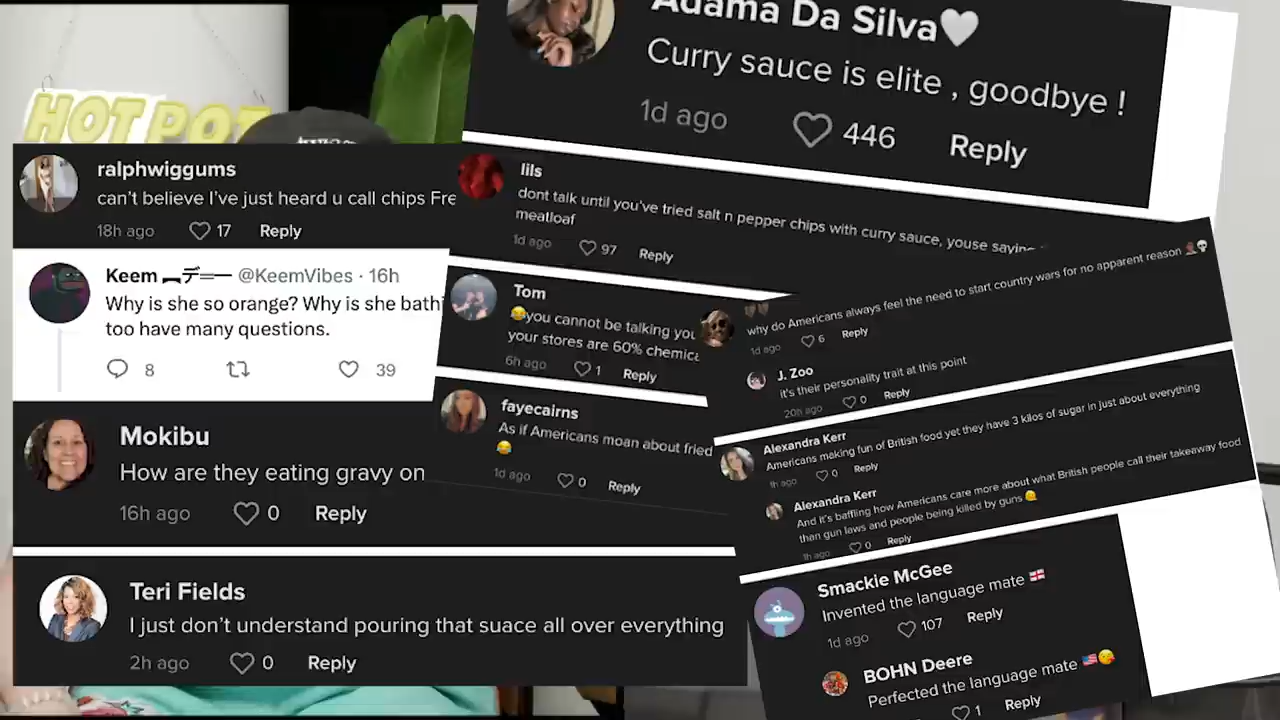 HOT POT
Adama Da Silva🤍
Curry sauce is elite , goodbye !
1d ago 446 Reply
ralphwiggums
can't believe I've just heard u call chips Fre
18h ago 17 Reply
Keem @KeemVibes · 16h
Why is she so orange? Why is she bathi
too have many questions.
8 39
Mokibu
How are they eating gravy on
16h ago 0 Reply
Teri Fields
I just don't understand pouring that suace all over everything
2h ago 0 Reply
lils
dont talk until you've tried salt n pepper chips with curry sauce, youse saying
meatloaf
1d ago 97 Reply
Tom
😂you cannot be talking you
your stores are 60% chemica
6h ago 1 Reply
fayecairns
As if Americans moan about fried
😂
1d ago 0 Reply
why do Americans always feel the need to start country wars for no apparent reason
1d ago 6 Reply
J. Zoo
it's their personality trait at this point
20h ago 0 Reply
Alexandra Kerr
Americans making fun of British food yet they have 3 kilos of sugar in just about everything
1h ago 0 Reply
Alexandra Kerr
And it's baffling how Americans care more about what British people call their takeaway food
than gun laws and people being killed by guns
1h ago 0 Reply
Smackie McGee
Invented the language mate 🏴󠁧󠁢󠁥󠁮󠁧󠁿
1d ago 107 Reply
BOHN Deere
Perfected the language mate 🇺🇸
1 Reply